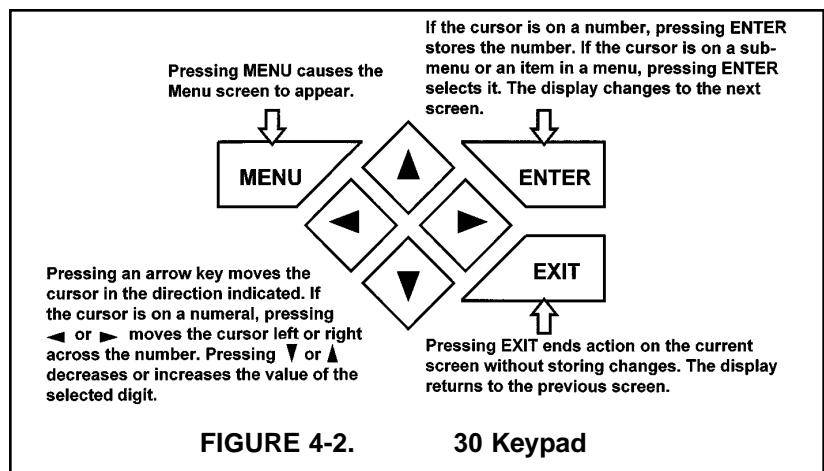 If the cursor is on a number, pressing ENTER
stores the number. If the cursor is on a sub-
menu or an item in a menu, pressing ENTER
selects it. The display changes to the next
screen.
Pressing MENU causes the
Menu screen to appear.
MENU
ENTER
EXIT
Pressing an arrow key moves the
cursor in the direction indicated. If
the cursor is on a numeral, pressing
◄ or ► moves the cursor left or right
across the number. Pressing ▼ or ▲
decreases or increases the value of the
selected digit.
Pressing EXIT ends action on the current
screen without storing changes. The display
returns to the previous screen.
FIGURE 4-2. 30 Keypad